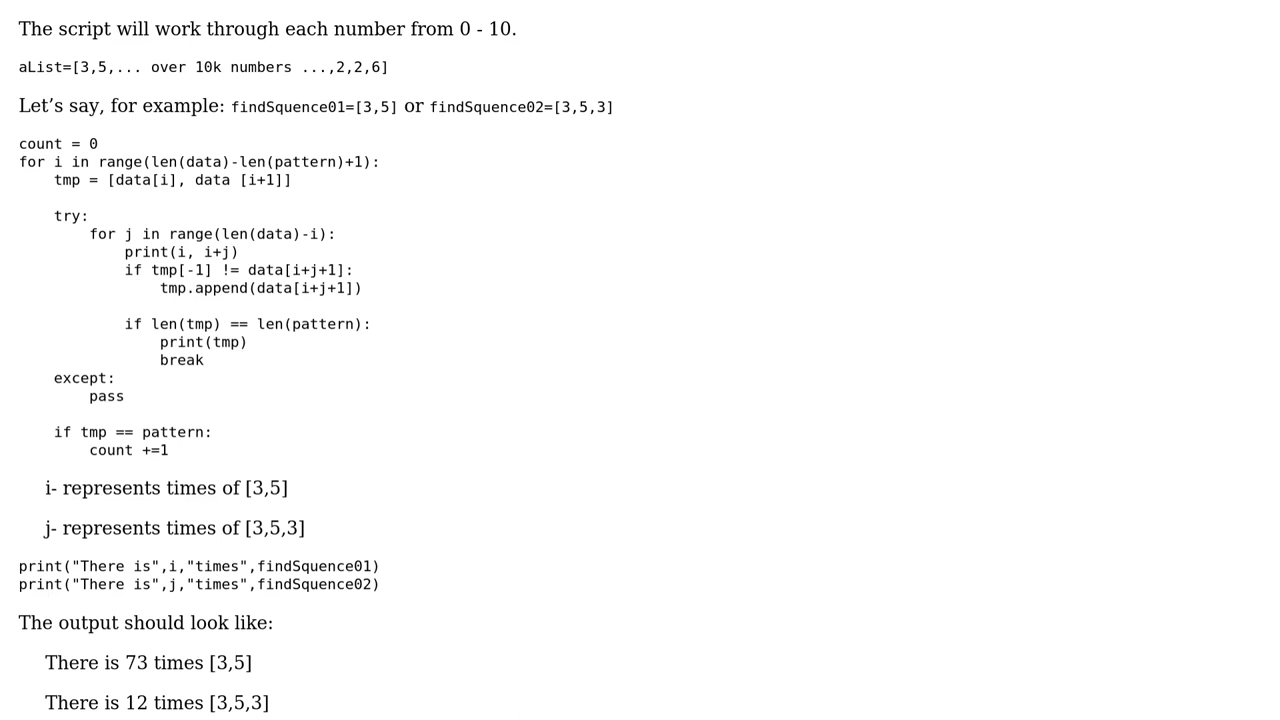 The script will work through each number from 0 - 10.
aList=[3,5,... over 10k numbers ...,2,2,6]
Let’s say, for example: findSquence01=[3,5] or findSquence02=[3,5,3]
count = 0
for i in range(len(data)-len(pattern)+1):
    tmp = [data[i], data [i+1]]
    try:
        for j in range(len(data)-i):
            print(i, i+j)
            if tmp[-1] != data[i+j+1]:
                tmp.append(data[i+j+1])
            if len(tmp) == len(pattern):
                print(tmp)
                break
    except:
        pass
    if tmp == pattern:
        count +=1
i- represents times of [3,5]
j- represents times of [3,5,3]
print("There is",i,"times",findSquence01)
print("There is",j,"times",findSquence02)
The output should look like:
There is 73 times [3,5]
There is 12 times [3,5,3]